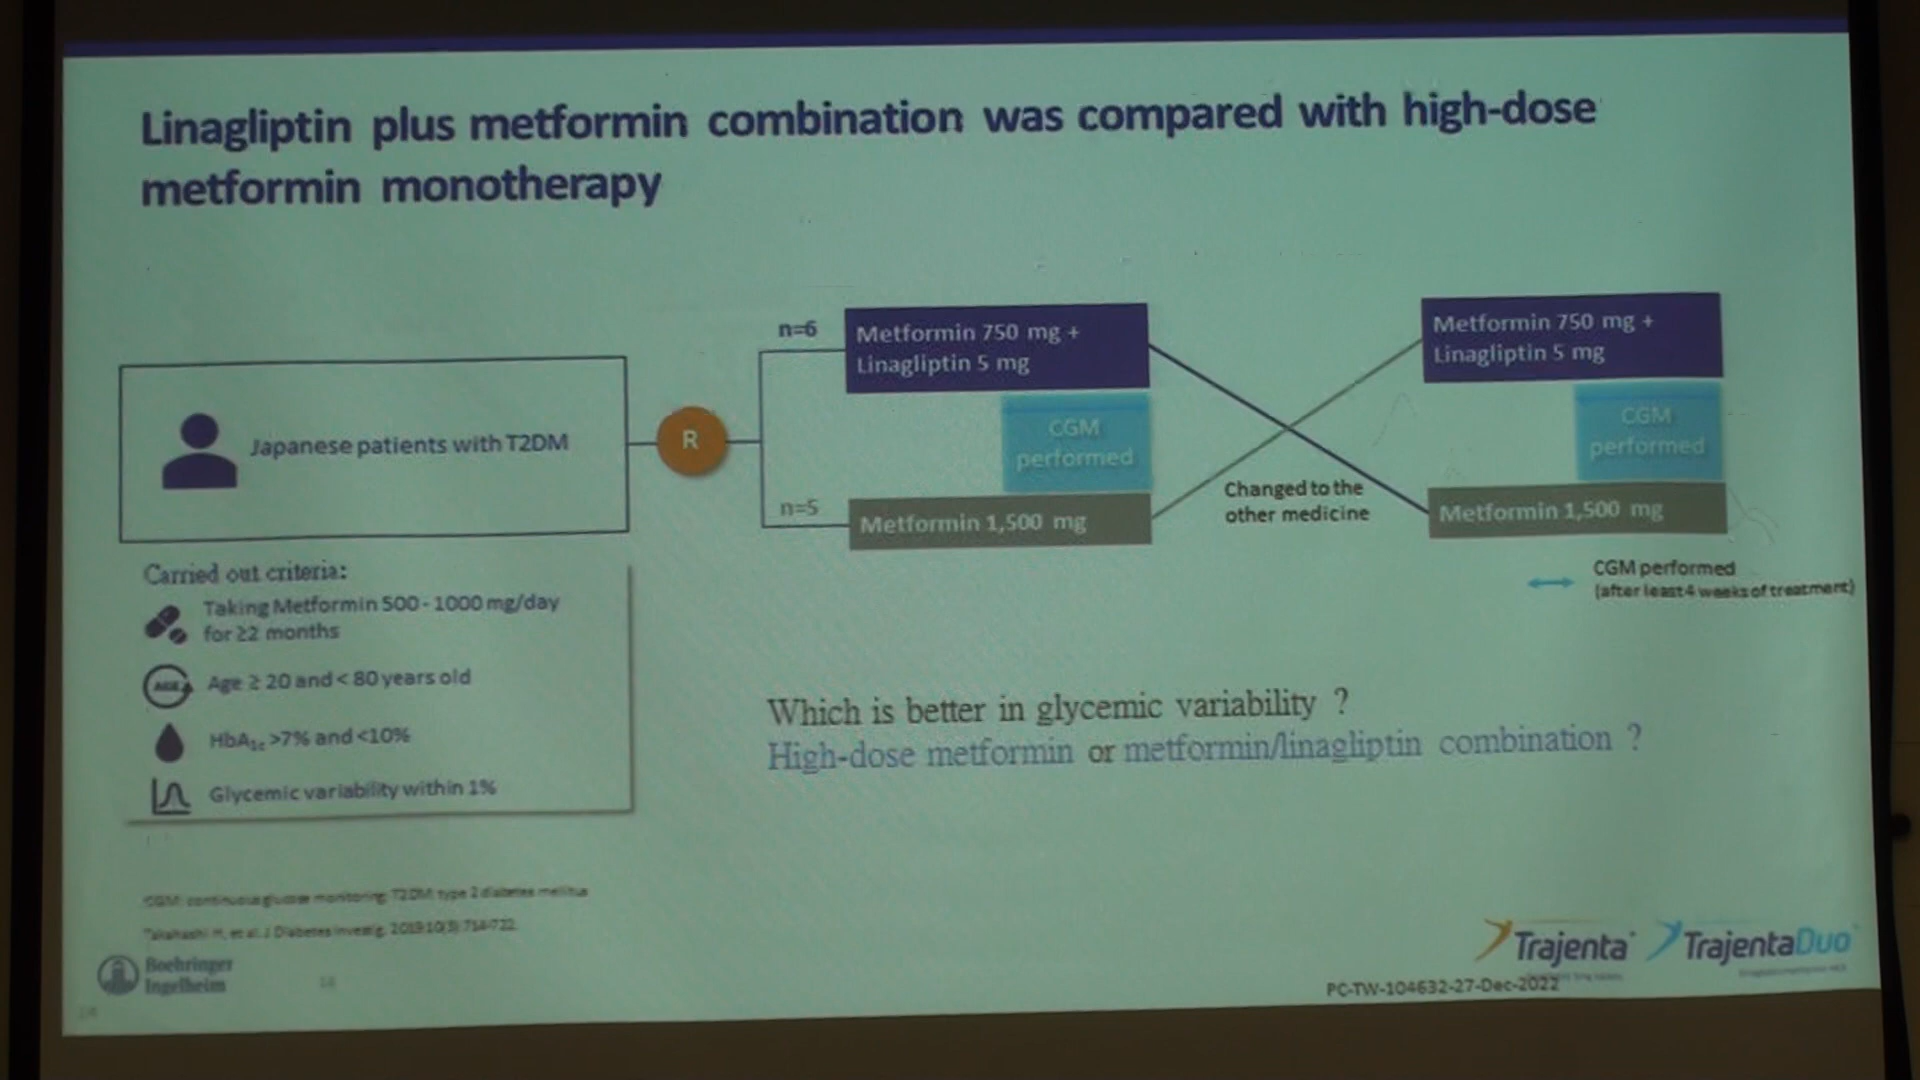 Linagliptin plus metformin combination was compared with high-dose
metformin monotherapy
Japanese patients with T2DM
R
n=6
Metformin 750 mg +
Linagliptin 5 mg
CGM
performed
n=5
Metformin 1,500 mg
Changed to the
other medicine
Metformin 750 mg +
Linagliptin 5 mg
CGM
performed
Metformin 1,500 mg
CGM performed
(after least 4 weeks of treatment)
Carried out criteria:
Taking Metformin 500 - 1000 mg/day
for ≥2 months
AGE
Age ≥ 20 and < 80 years old
HbA1c >7% and <10%
Glycemic variability within 1%
Which is better in glycemic variability ?
High-dose metformin or metformin/linagliptin combination ?
CGM: continuous glucose monitoring; T2DM: type 2 diabetes mellitus
Takahashi H, et al. J Diabetes Investig. 2019;10(3):714-722.
Boehringer
Ingelheim
Trajenta
TrajentaDuo
PC-TW-104632-27-Dec-2022